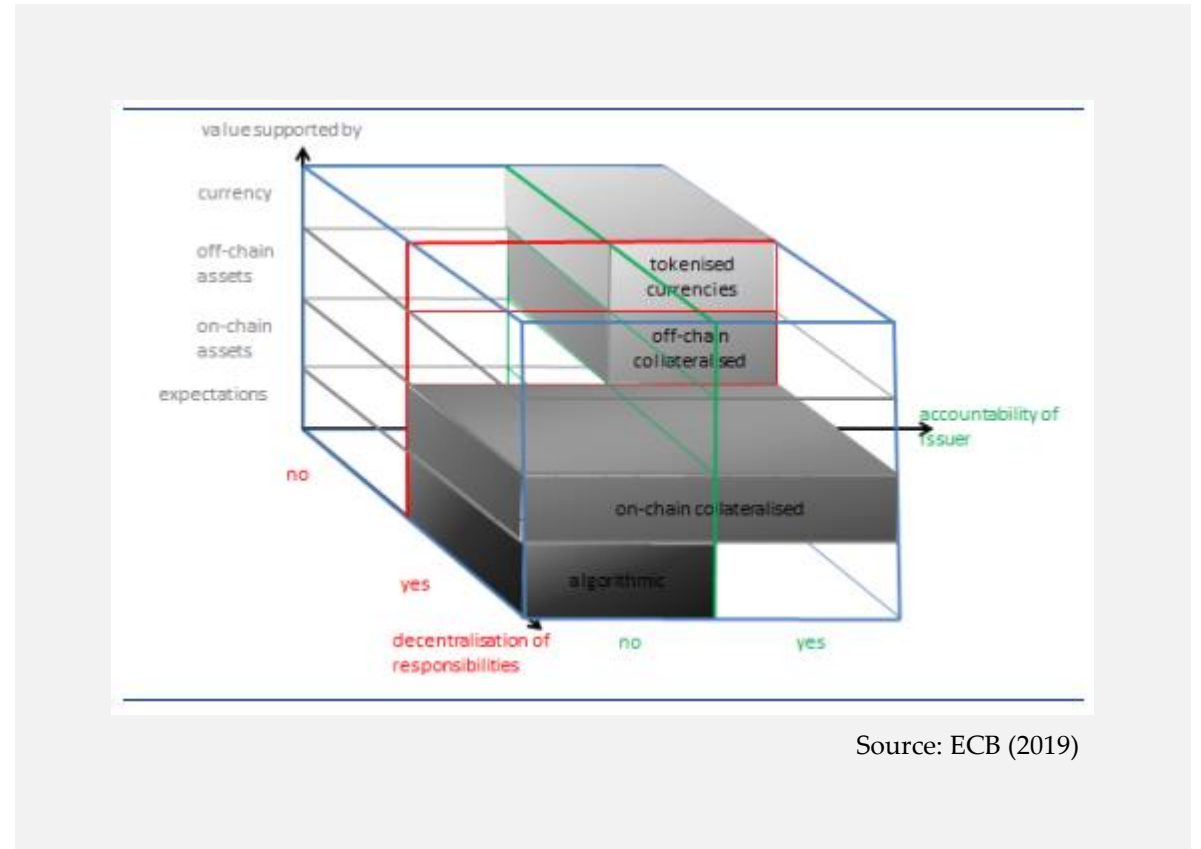 value supported by
currency
off-chain
assets
on-chain
assets
expectations
tokenised
currencies
off-chain
collateralised
accountability of
issuer
no
on-chain collateralised
yes
algorithmic
decentralisation of
responsibilities
no
yes
Source: ECB (2019)